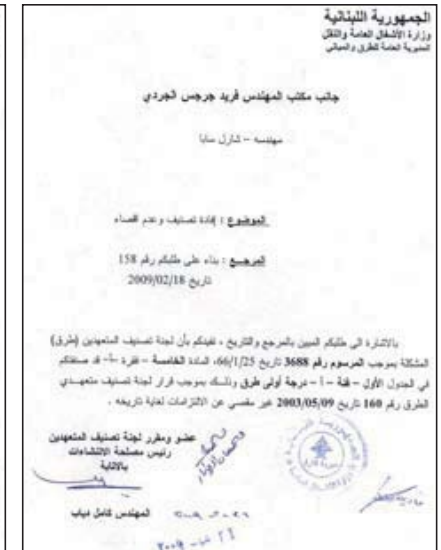 الجمهورية اللبنانية
وزارة الأشغال العامة والنقل
المديرية العامة للطرق والمباني
جانب مكتب المهندس فريد جرجس الجردي
مهندسه - شارل سابا
الموضوع : إفادة تصنيف وعدم اقصاء
المرجع : بناء على طلبكم رقم 158
تاريخ 2009/02/18
بالاشارة الى طلبكم المبين بالمرجع والتاريخ ، نفيدكم بأن لجنة تصنيف المتعهدين (طرق)
المشكلة بموجب المرسوم رقم 3688 تاريخ 66/1/25، المادة الخامسة - فقرة -أ- قد صنفتكم
في الجدول الأول - فئة - أ - درجة أولى طرق وذلك بموجب قرار لجنة تصنيف متعهدي
الطرق رقم 160 تاريخ 2003/05/09 غير مقصي عن الالتزامات لغاية تاريخه .
عضو ومقرر لجنة تصنيف المتعهدين
رئيس مصلحة الانشاءات
بالانابة
المهندس كامل دياب